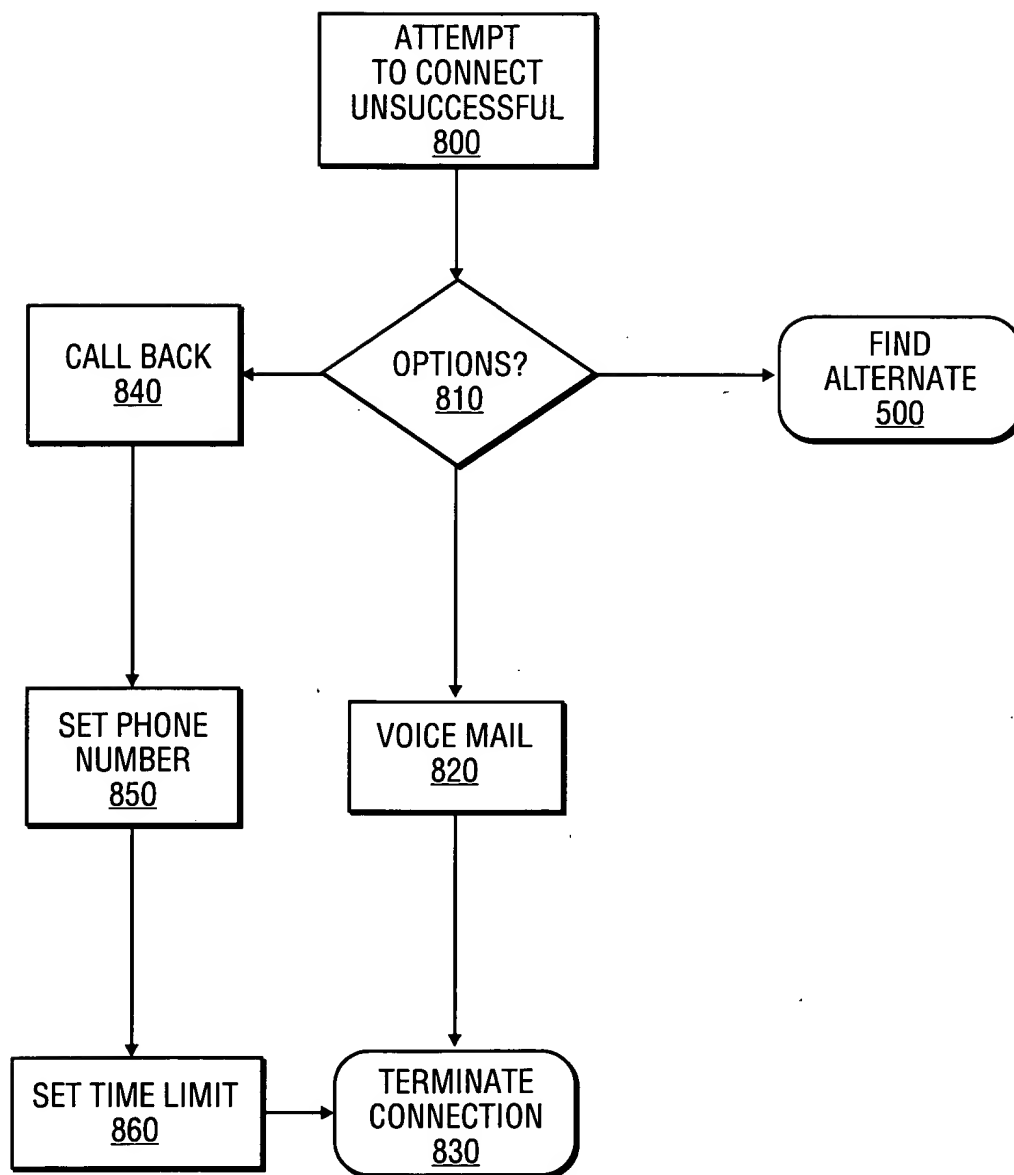 ATTEMPT
TO CONNECT
UNSUCCESSFUL
800
CALL BACK
840
OPTIONS?
810
FIND
ALTERNATE
500
SET PHONE
NUMBER
850
VOICE MAIL
820
SET TIME LIMIT
860
TERMINATE
CONNECTION
830